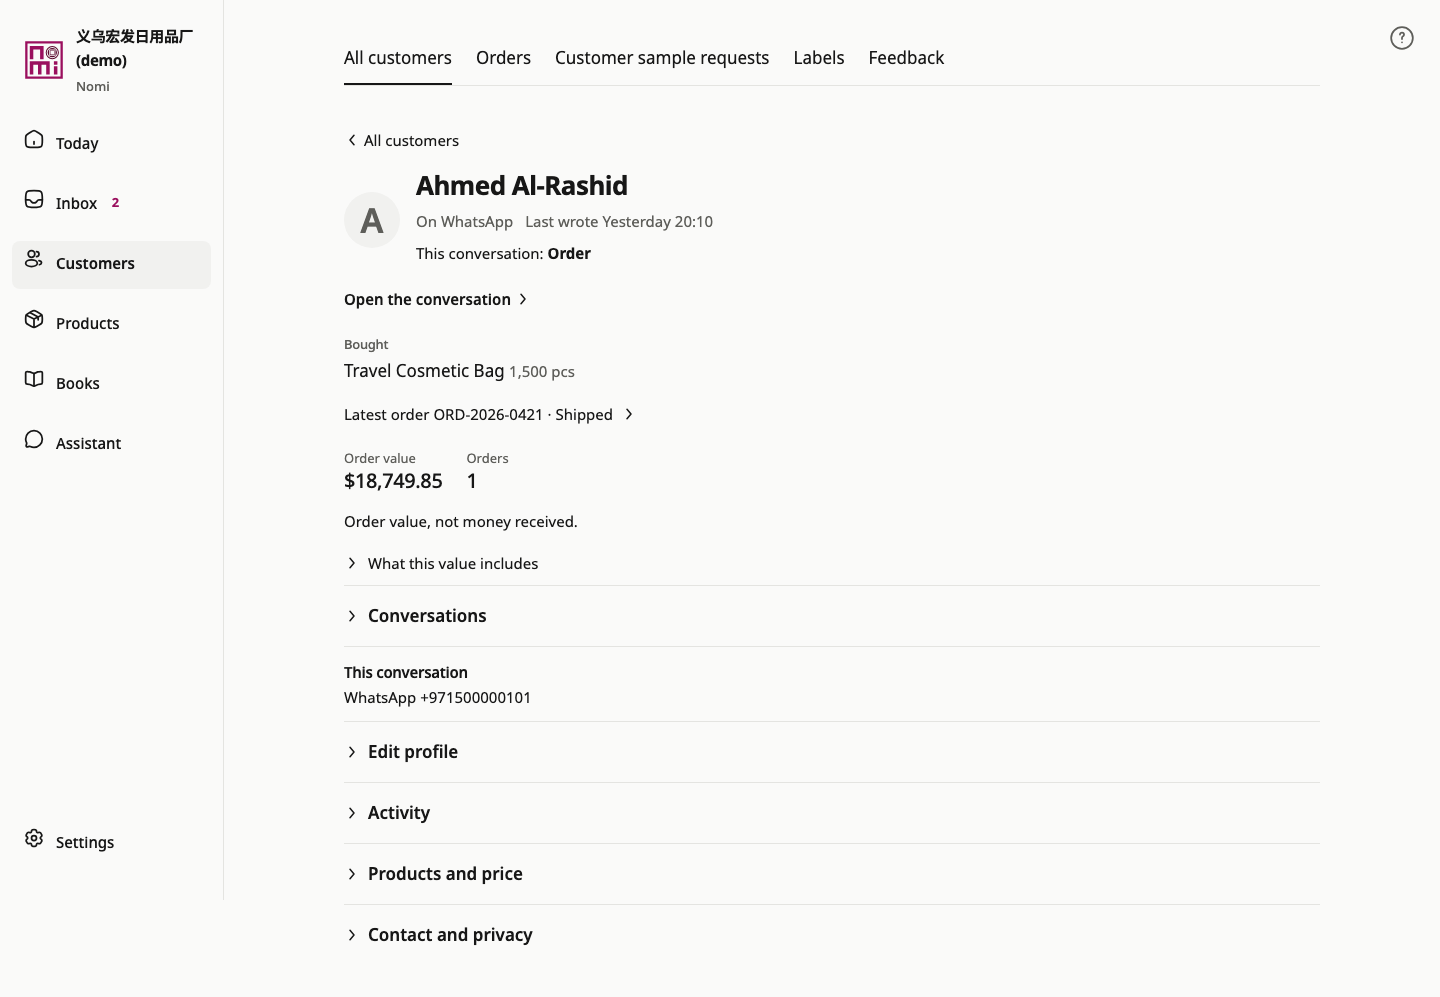 义乌宏发日用品厂
(demo)
Nomi
Today
Inbox 2
Customers
Products
Books
Assistant
Settings
All customers Orders Customer sample requests Labels Feedback
All customers
A
Ahmed Al-Rashid
On WhatsApp Last wrote Yesterday 20:10
This conversation: Order
Open the conversation
Bought
Travel Cosmetic Bag 1,500 pcs
Latest order ORD-2026-0421 · Shipped
Order value Orders
$18,749.85 1
Order value, not money received.
What this value includes
Conversations
This conversation
WhatsApp +971500000101
Edit profile
Activity
Products and price
Contact and privacy
nomi
?